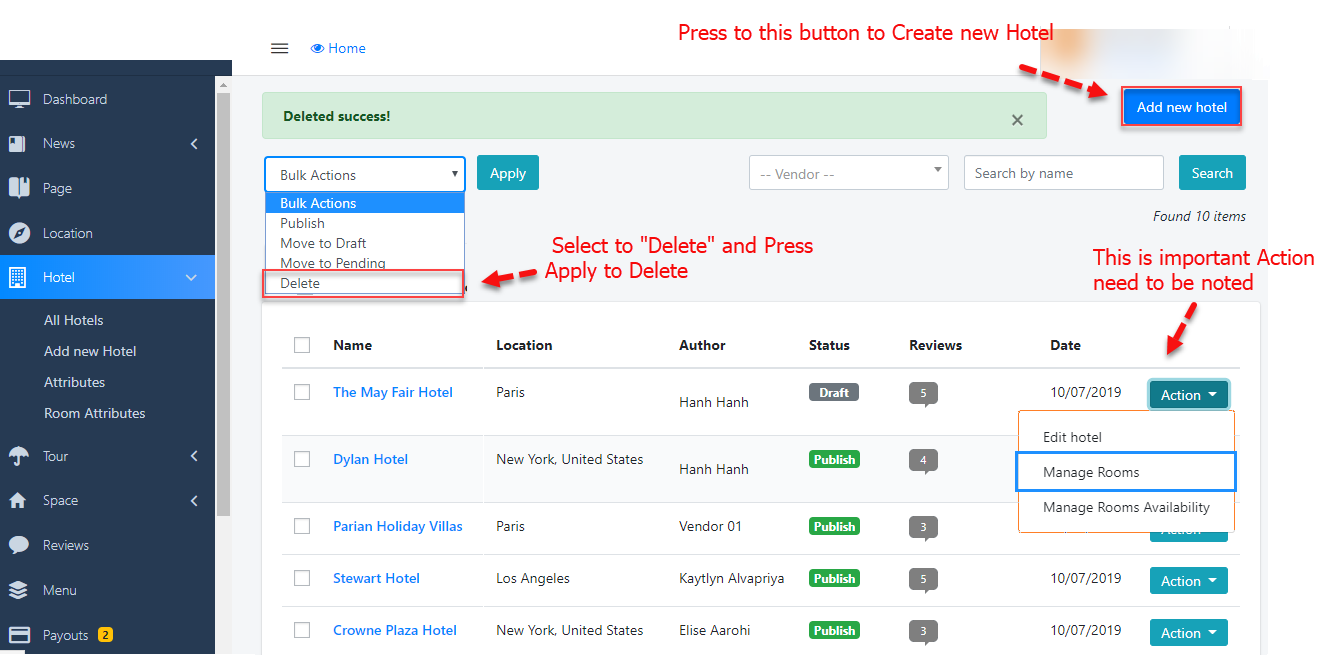 Press to this button to Create new Hotel
Home
Dashboard
News
Page
Location
Hotel
All Hotels
Add new Hotel
Attributes
Room Attributes
Tour
Space
Reviews
Menu
Payouts 2
Deleted success! ×
Add new hotel
Bulk Actions
Apply
-- Vendor --
Search by name
Search
Bulk Actions
Publish
Move to Draft
Move to Pending
Delete
Found 10 items
Select to "Delete" and Press
Apply to Delete
This is important Action
need to be noted
Name Location Author Status Reviews Date
The May Fair Hotel Paris Hanh Hanh Draft 5 10/07/2019 Action
Edit hotel
Manage Rooms
Manage Rooms Availability
Dylan Hotel New York, United States Hanh Hanh Publish 4
Parian Holiday Villas Paris Vendor 01 Publish 3
Stewart Hotel Los Angeles Kaytlyn Alvapriya Publish 5 10/07/2019 Action
Crowne Plaza Hotel New York, United States Elise Aarohi Publish 3 10/07/2019 Action